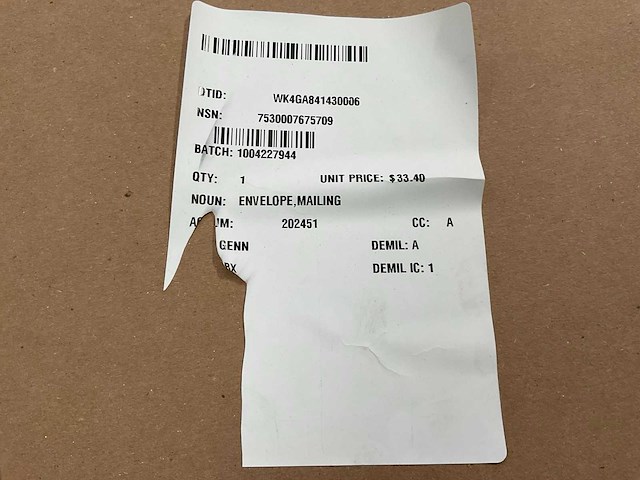 DTID: WK4GA841430006
NSN: 7530007675709
BATCH: 1004227944
QTY: 1 UNIT PRICE: $33.40
NOUN: ENVELOPE,MAILING
202451 CC: A
GENN DEMIL: A
BX DEMIL IC: 1